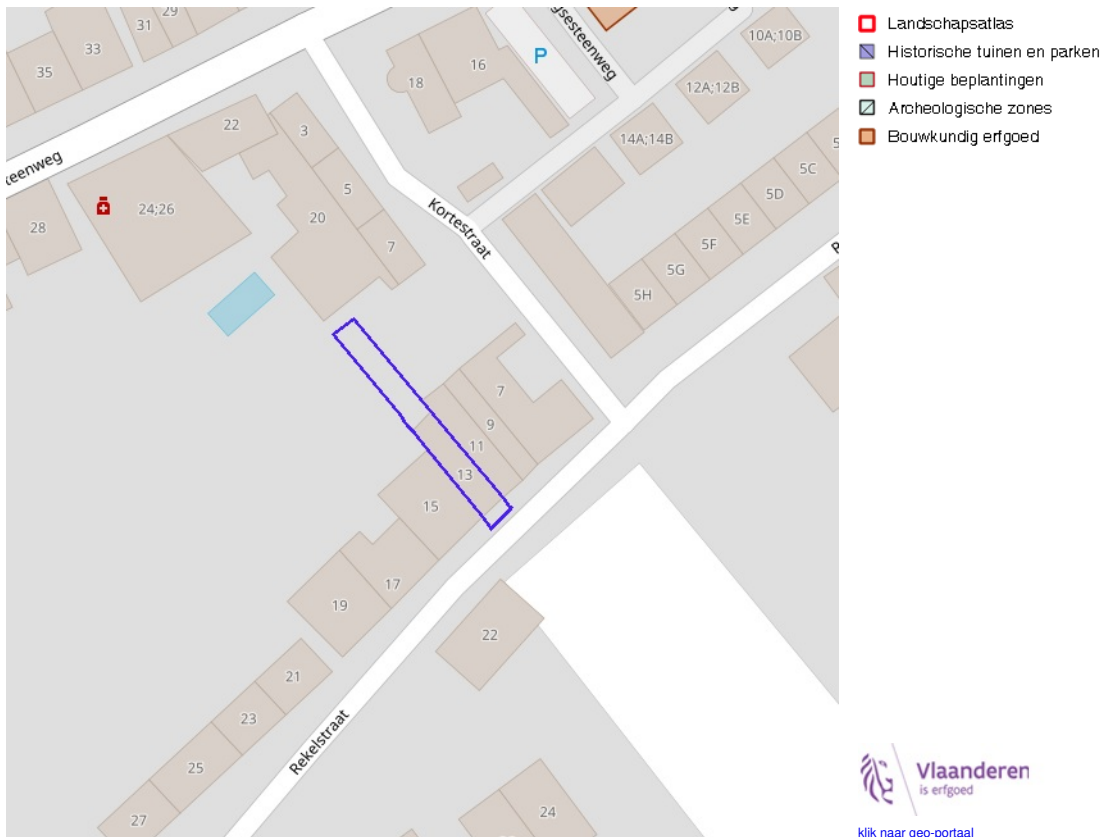 31
29
33
35
22
3
5
7
20
24;26
28
keenweg
18
16
P
gsesteenweg
10A;10B
12A;12B
14A;14B
Kortestraat
5C
5D
5E
5F
5G
5H
7
9
11
13
15
17
19
21
23
25
27
22
24
Rekelstraat
Landschapsatlas
Historische tuinen en parken
Houtige beplantingen
Archeologische zones
Bouwkundig erfgoed
Vlaanderen
is erfgoed
klik naar geo-portaal